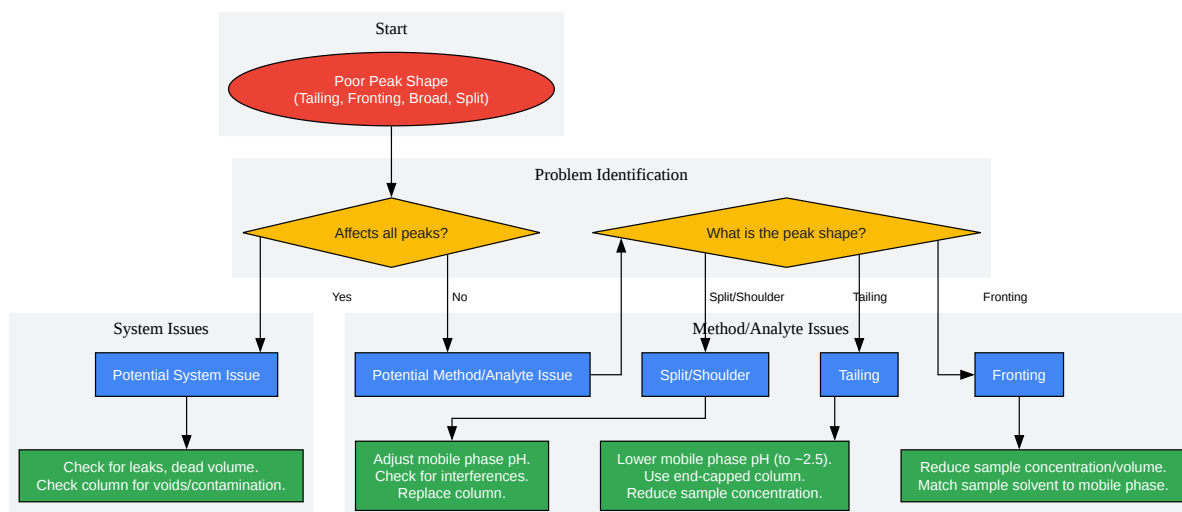 Start
Poor Peak Shape
(Tailing, Fronting, Broad, Split)
Problem Identification
Affects all peaks?
What is the peak shape?
Yes
No
Split/Shoulder
Tailing
Fronting
System Issues
Method/Analyte Issues
Potential System Issue
Potential Method/Analyte Issue
Split/Shoulder
Tailing
Fronting
Check for leaks, dead volume.
Check column for voids/contamination.
Adjust mobile phase pH.
Check for interferences.
Replace column.
Lower mobile phase pH (to ~2.5).
Use end-capped column.
Reduce sample concentration.
Reduce sample concentration/volume.
Match sample solvent to mobile phase.